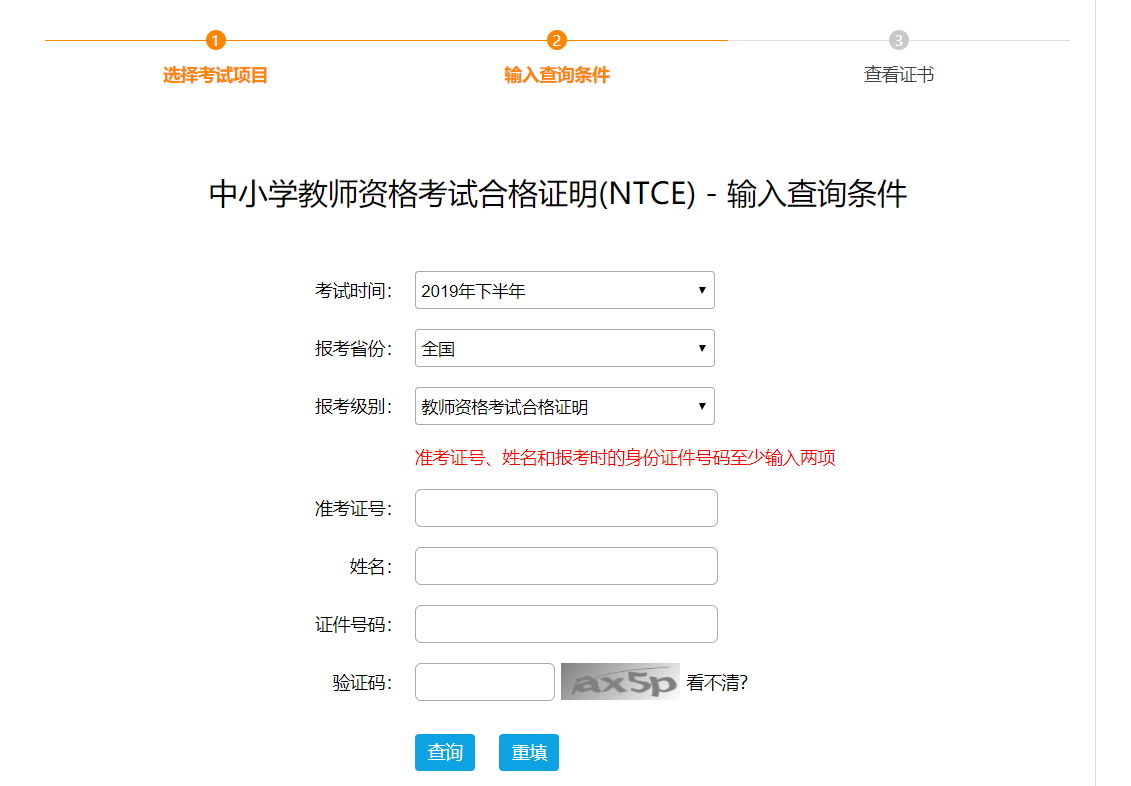 1 2 3
选择考试项目 输入查询条件 查看证书
中小学教师资格考试合格证明(NTCE) - 输入查询条件
考试时间： 2019年下半年
报考省份： 全国
报考级别： 教师资格考试合格证明
准考证号、姓名和报考时的身份证件号码至少输入两项
准考证号：
姓名：
证件号码：
验证码： ax5p 看不清?
查询 重填